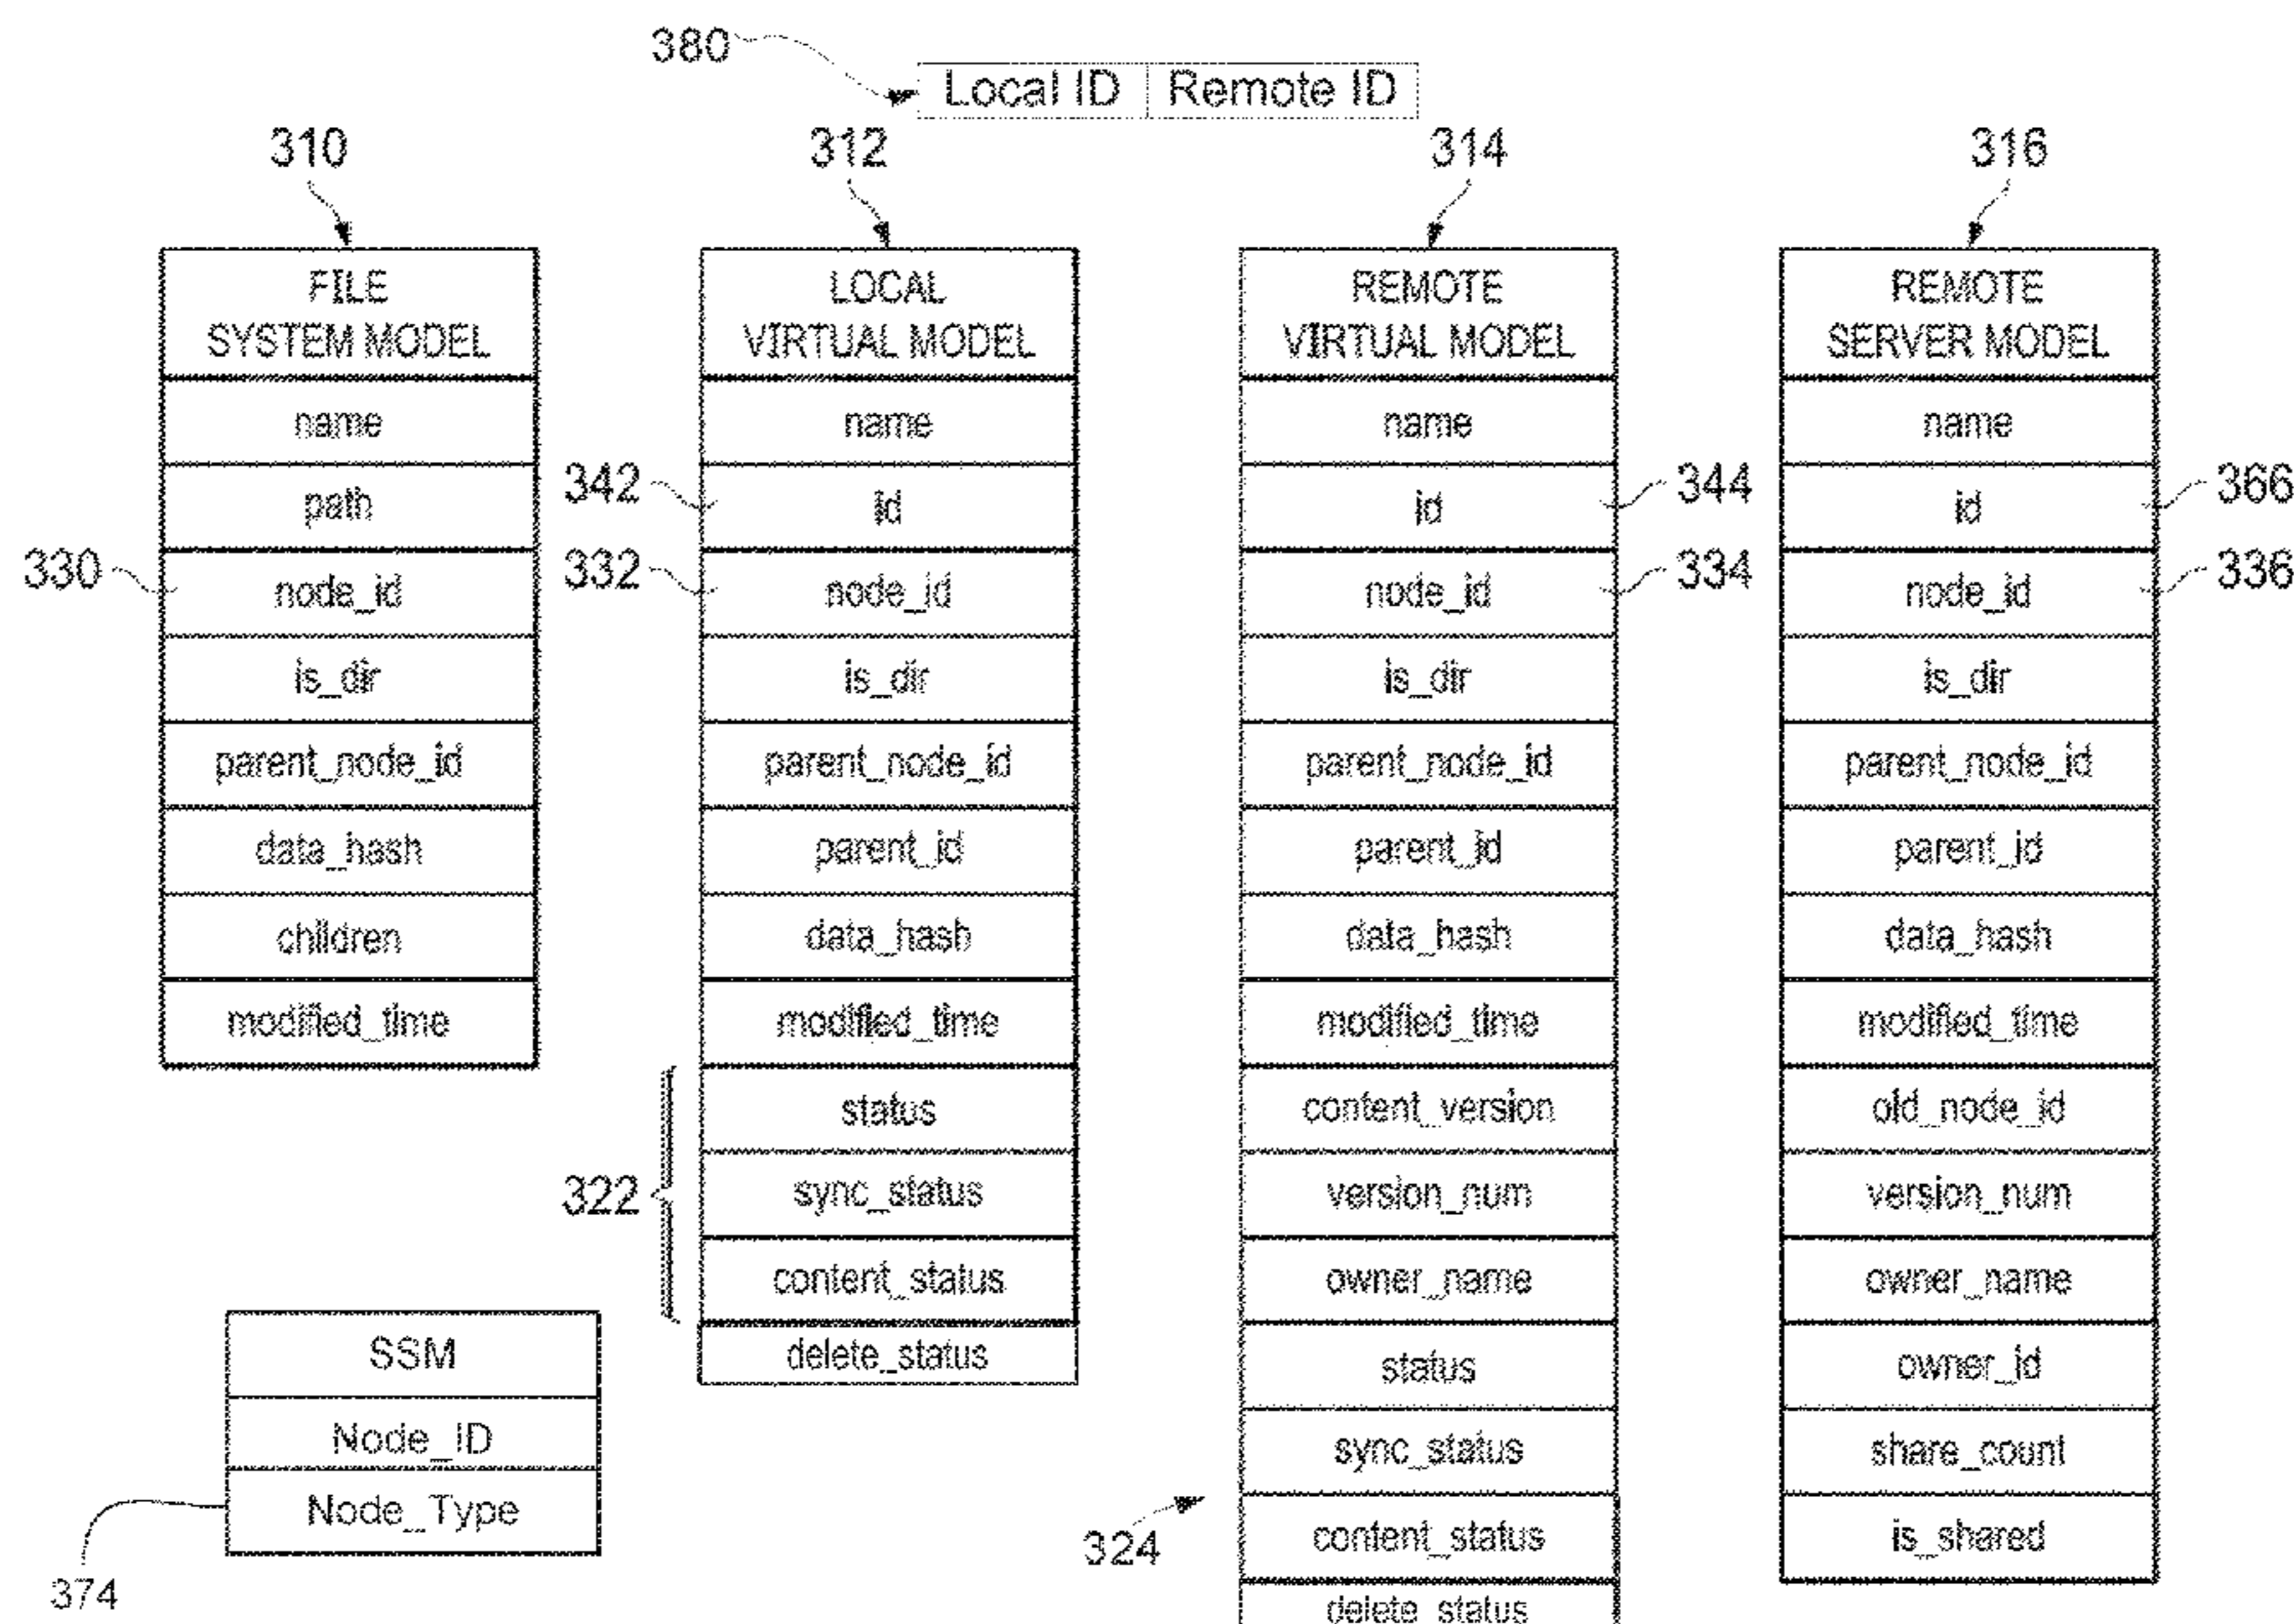 380
Local ID Remote ID
310 312 314 316
FILE
SYSTEM MODEL
name
path
330
node_id
is_dir
parent_node_id
data_hash
children
modified_time
LOCAL
VIRTUAL MODEL
name
342
id
332
node_id
is_dir
parent_node_id
parent_id
data_hash
modified_time
322
status
sync_status
content_status
delete_status
REMOTE
VIRTUAL MODEL
name
id
344
node_id
334
is_dir
parent_node_id
parent_id
data_hash
modified_time
content_version
version_num
owner_name
status
sync_status
324
content_status
delete_status
REMOTE
SERVER MODEL
name
id
366
node_id
336
is_dir
parent_node_id
parent_id
data_hash
modified_time
old_node_id
version_num
owner_name
owner_id
share_count
is_shared
SSM
Node_ID
Node_Type
374